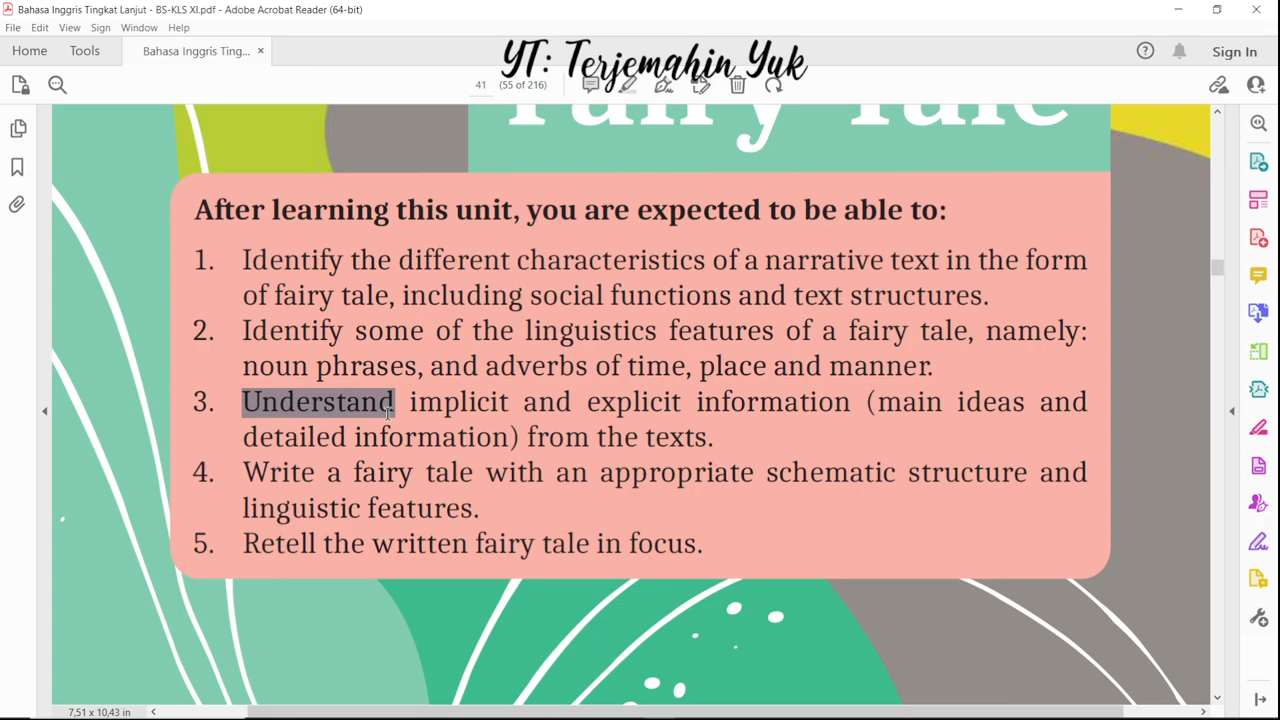 Bahasa Inggris Tingkat Lanjut - BS-KLS XI.pdf - Adobe Acrobat Reader (64-bit)
File Edit View Sign Window Help
Home Tools Bahasa Inggris Ting... × Sign In
YT: Terjemahin Yuk
41 (55 of 216)
Fairy Tale
After learning this unit, you are expected to be able to:
1. Identify the different characteristics of a narrative text in the form
of fairy tale, including social functions and text structures.
2. Identify some of the linguistics features of a fairy tale, namely:
noun phrases, and adverbs of time, place and manner.
3. Understand implicit and explicit information (main ideas and
detailed information) from the texts.
4. Write a fairy tale with an appropriate schematic structure and
linguistic features.
5. Retell the written fairy tale in focus.
7,51 x 10,43 in